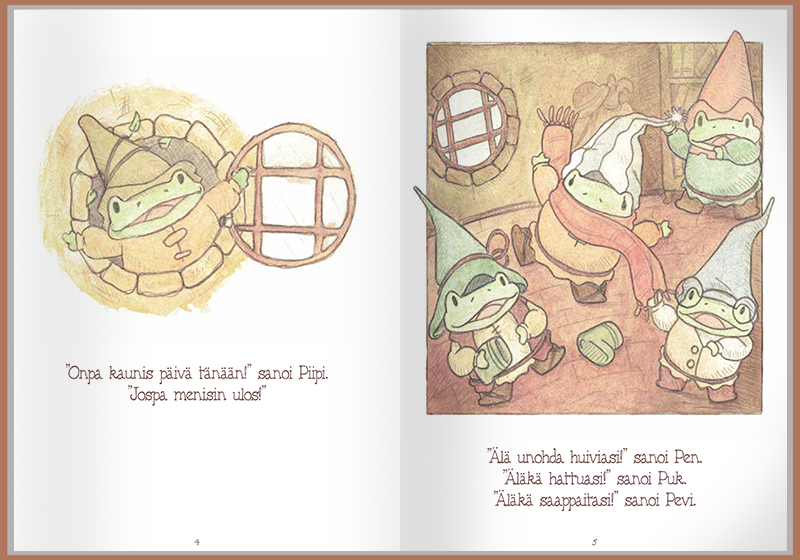 "Onpa kaunis päivä tänään!" sanoi Piipi.
"Jospa menisin ulos!"
"Älä unohda huiviasi!" sanoi Pen.
"Äläkä hattuasi!" sanoi Puk.
"Äläkä saappaitasi!" sanoi Pevi.
4
5